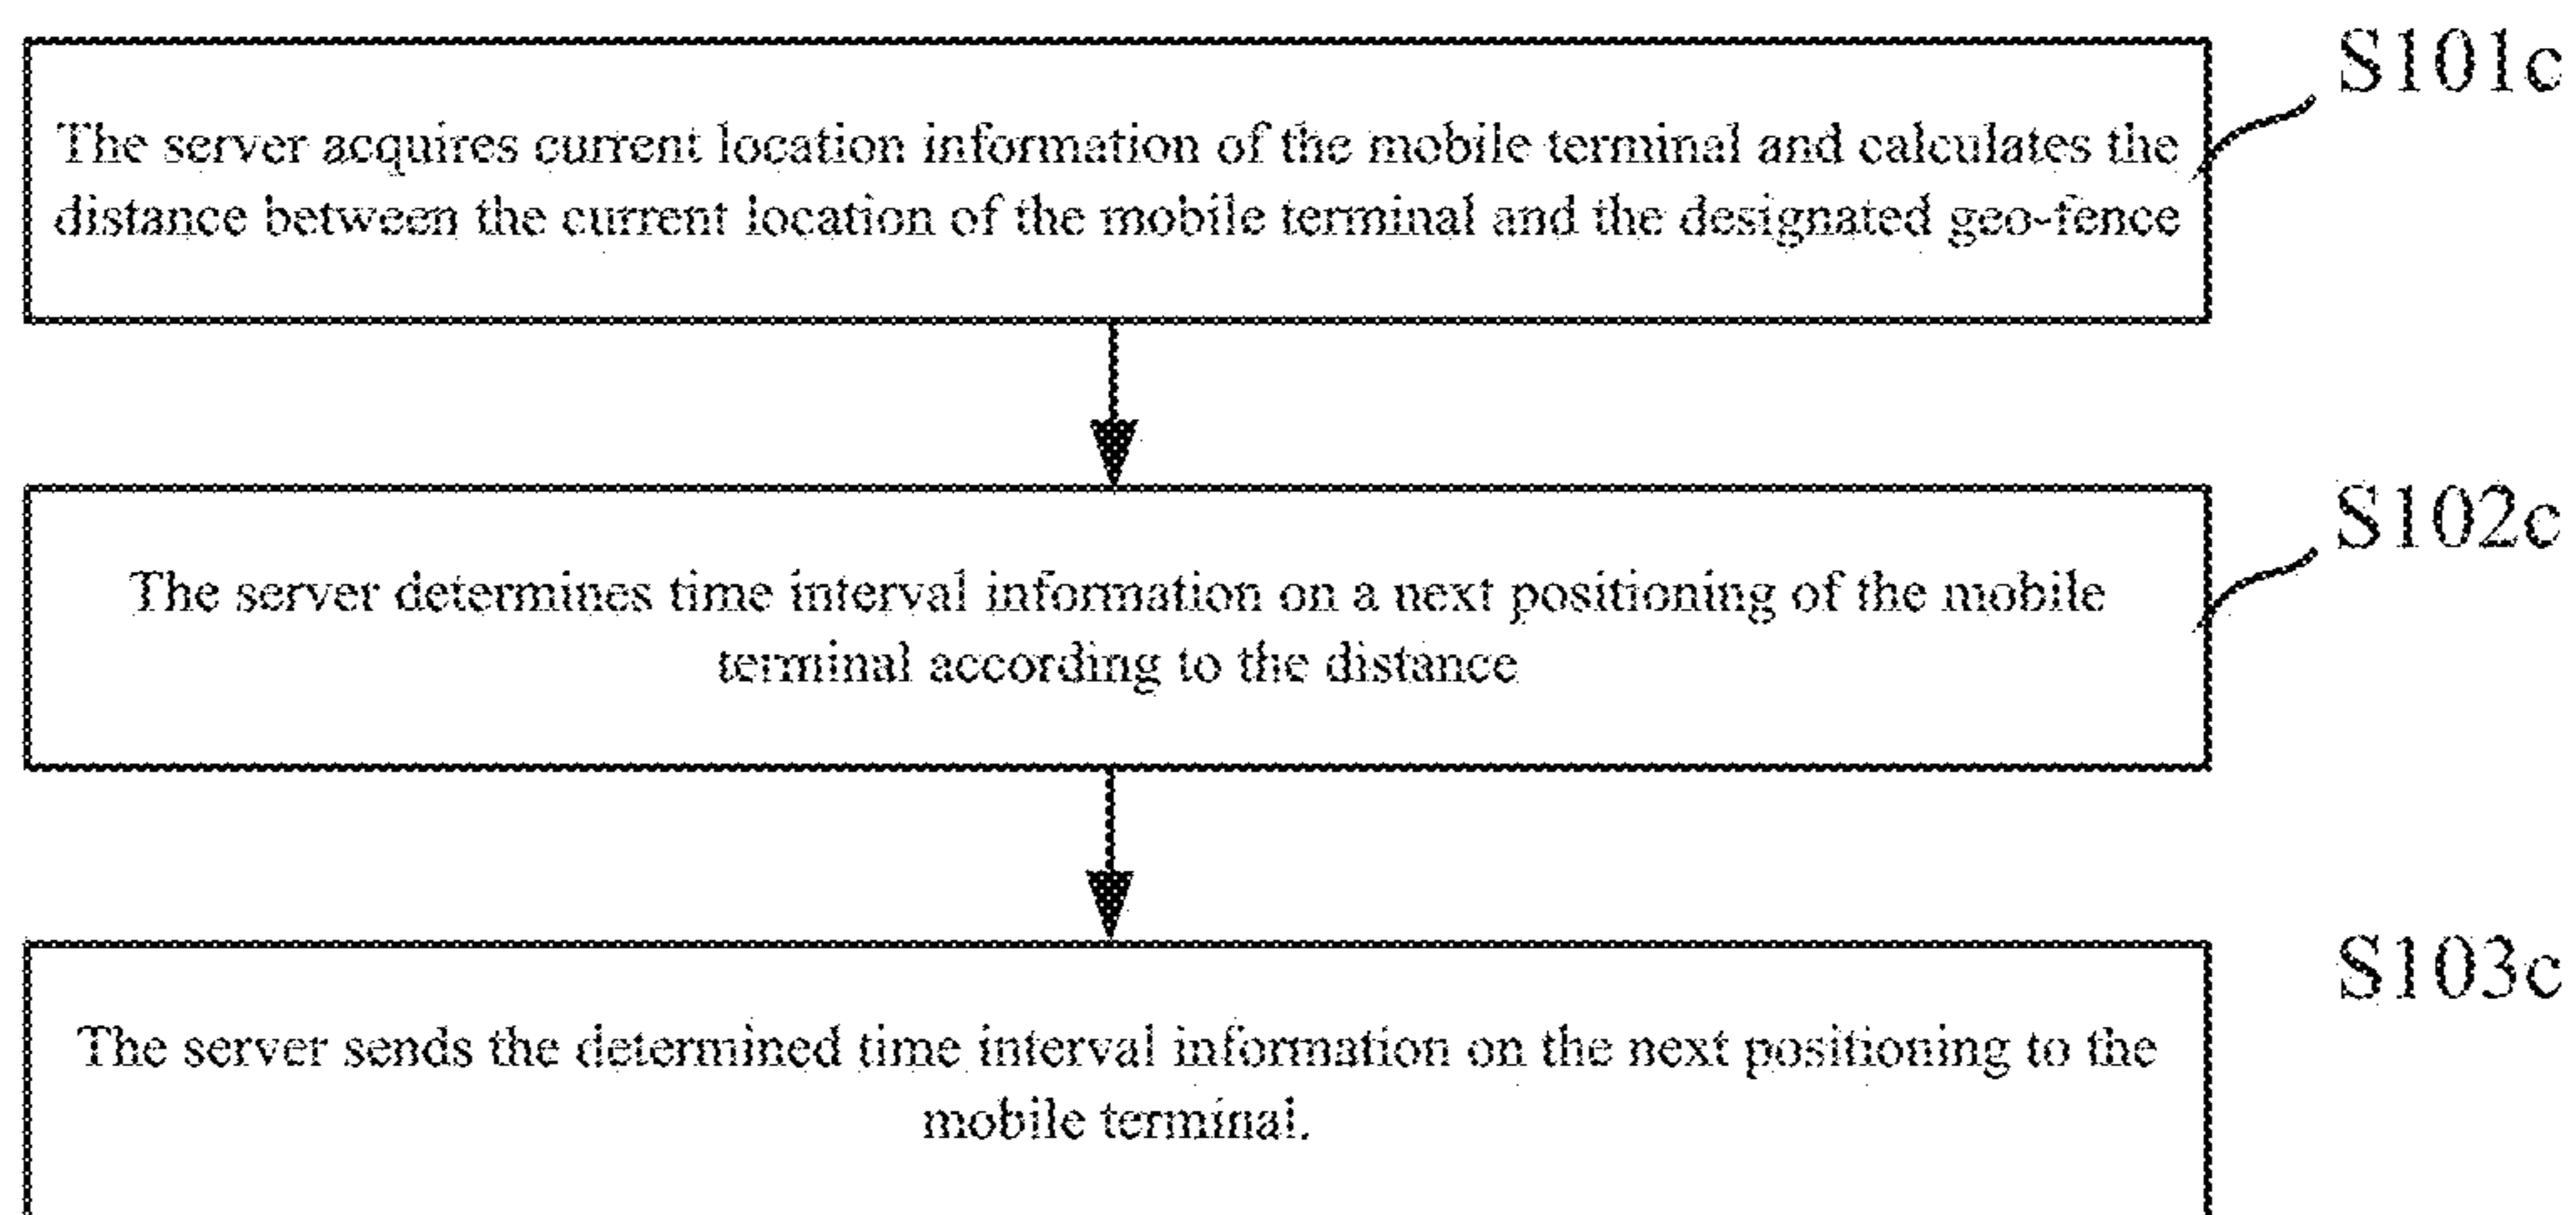 S101c
The server acquires current location information of the mobile terminal and calculates the
distance between the current location of the mobile terminal and the designated geo-fence
S102c
The server determines time interval information on a next positioning of the mobile
terminal according to the distance
S103c
The server sends the determined time interval information on the next positioning to the
mobile terminal.